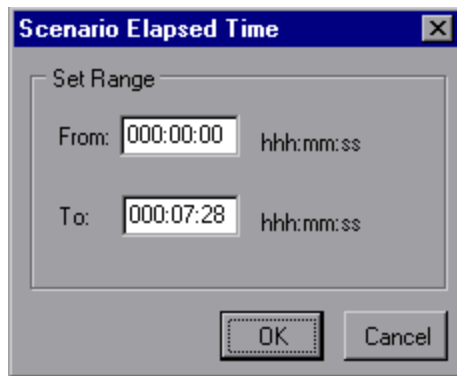 Scenario Elapsed Time
Set Range
From: 000:00:00 hhh:mm:ss
To: 000:07:28 hhh:mm:ss
OK Cancel